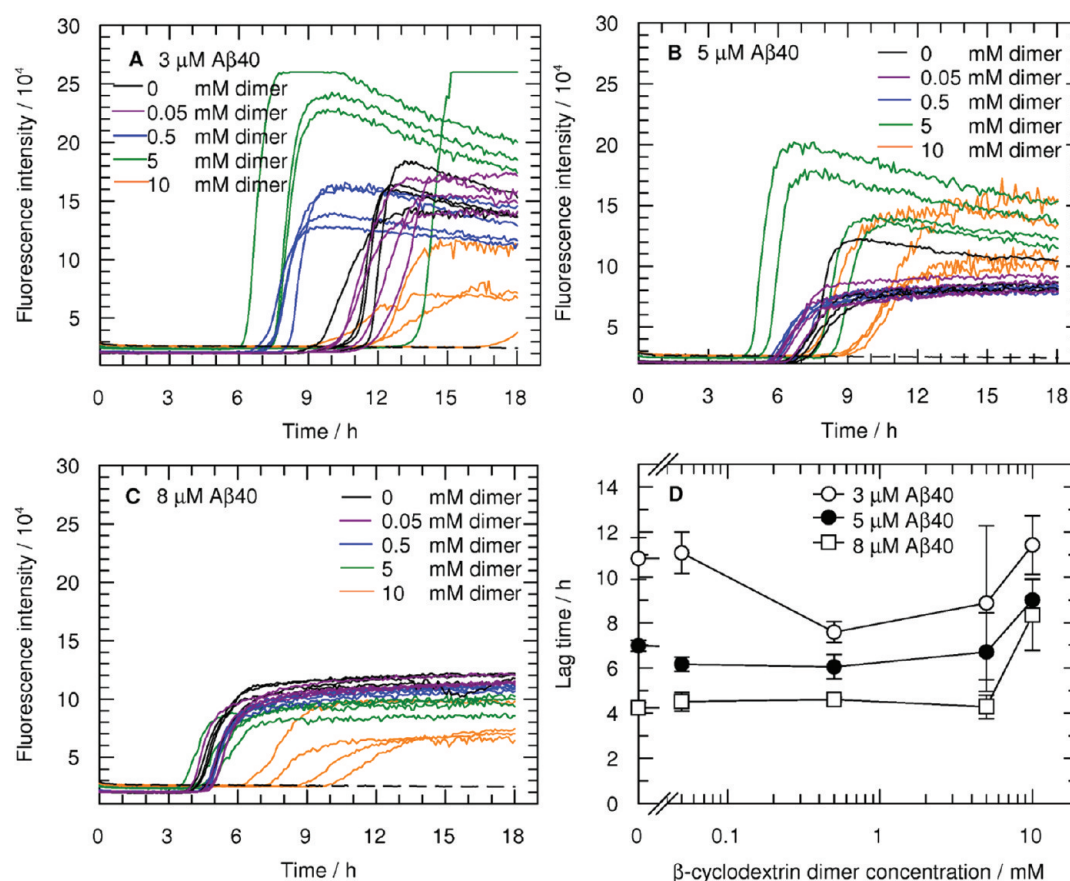 A 3 μM Aβ40
0 mM dimer
0.05 mM dimer
0.5 mM dimer
5 mM dimer
10 mM dimer
Fluorescence intensity / 10⁴
30
25
20
15
10
5
0 3 6 9 12 15 18
Time / h
B 5 μM Aβ40
0 mM dimer
0.05 mM dimer
0.5 mM dimer
5 mM dimer
10 mM dimer
Fluorescence intensity / 10⁴
30
25
20
15
10
5
0 3 5 9 12 15 18
Time / h
C 8 μM Aβ40
0 mM dimer
0.05 mM dimer
0.5 mM dimer
5 mM dimer
10 mM dimer
Fluorescence intensity / 10⁴
30
25
20
15
10
5
0 3 6 9 12 15 18
Time / h
D
3 μM Aβ40
5 μM Aβ40
8 μM Aβ40
Lag time / h
14
12
10
8
6
4
2
0
0 0.1 1 10
β-cyclodextrin dimer concentration / mM